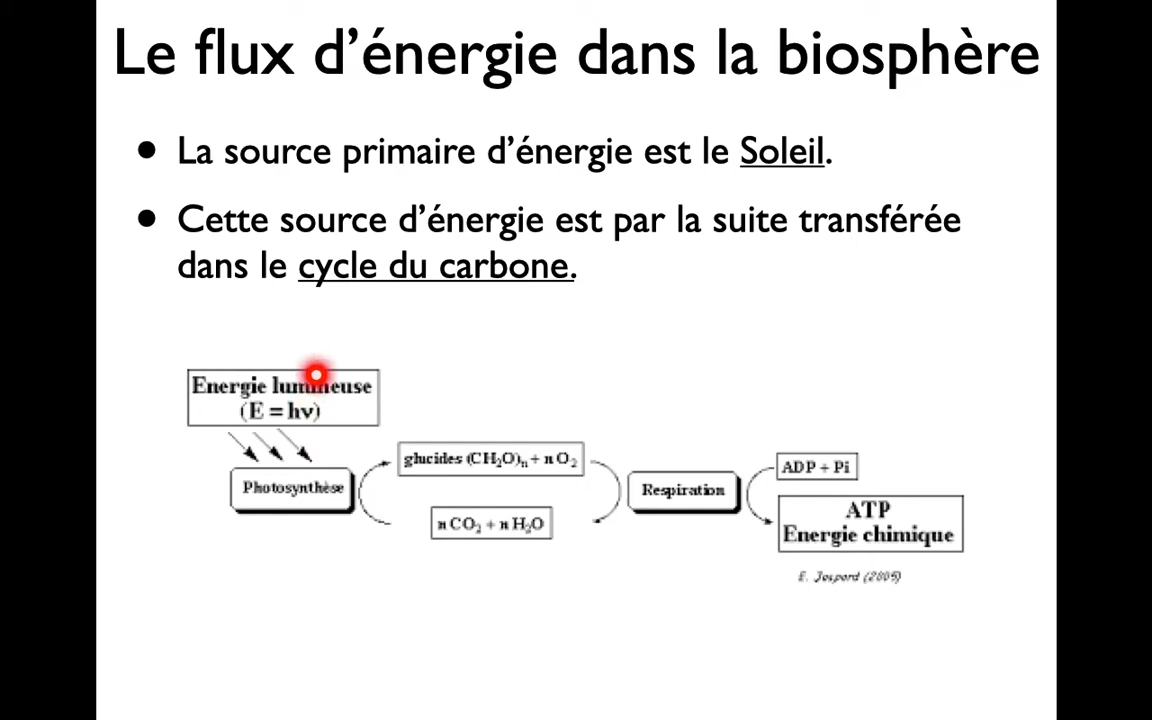 Le flux d’énergie dans la biosphère
• La source primaire d’énergie est le Soleil.
• Cette source d’énergie est par la suite transférée
dans le cycle du carbone.
Energie lumineuse
(E = hν)
Photosynthèse
glucides (CH₂O)ₙ + n O₂
n CO₂ + n H₂O
Respiration
ADP + Pi
ATP
Energie chimique
E. Jaspard (2005)